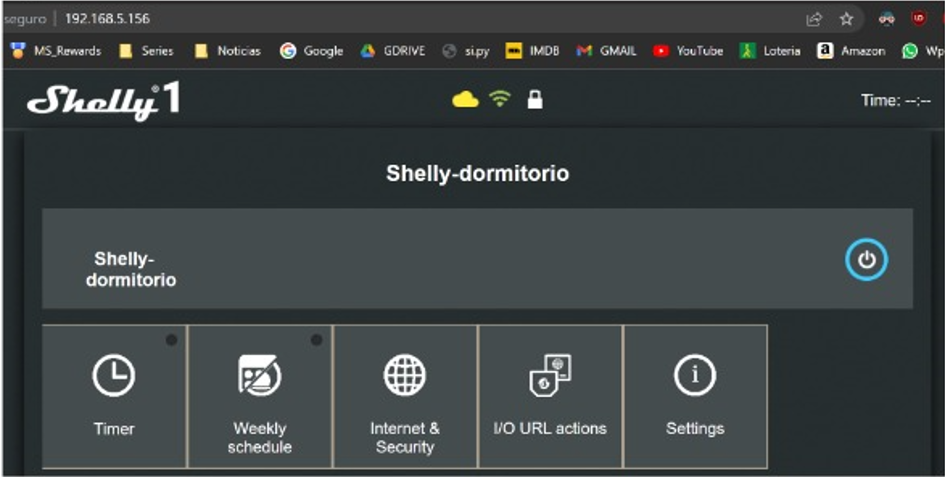 seguro | 192.168.5.156
MS_Rewards Series Noticias Google GDRIVE si.py IMDB GMAIL YouTube Loteria Amazon Wp
Shelly®1 Time: --:--
Shelly-dormitorio
Shelly-
dormitorio
Timer
Weekly
schedule
Internet &
Security
I/O URL actions
Settings